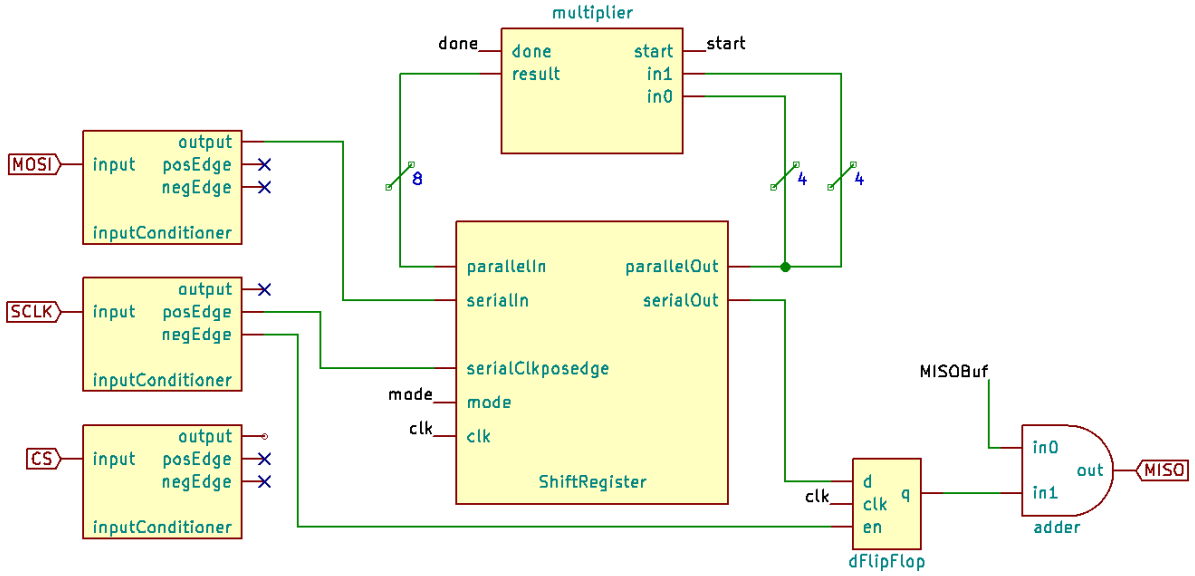 multiplier
done
done
start
start
result
in1
in0
MOSI
input
output
posEdge
negEdge
inputConditioner
8
4
4
SCLK
input
output
posEdge
negEdge
inputConditioner
CS
input
output
posEdge
negEdge
inputConditioner
parallelIn
parallelOut
serialIn
serialOut
serialClkposedge
mode
mode
clk
clk
ShiftRegister
clk
d
clk
q
en
dFlipFlop
MISOBuf
in0
out
in1
adder
MISO